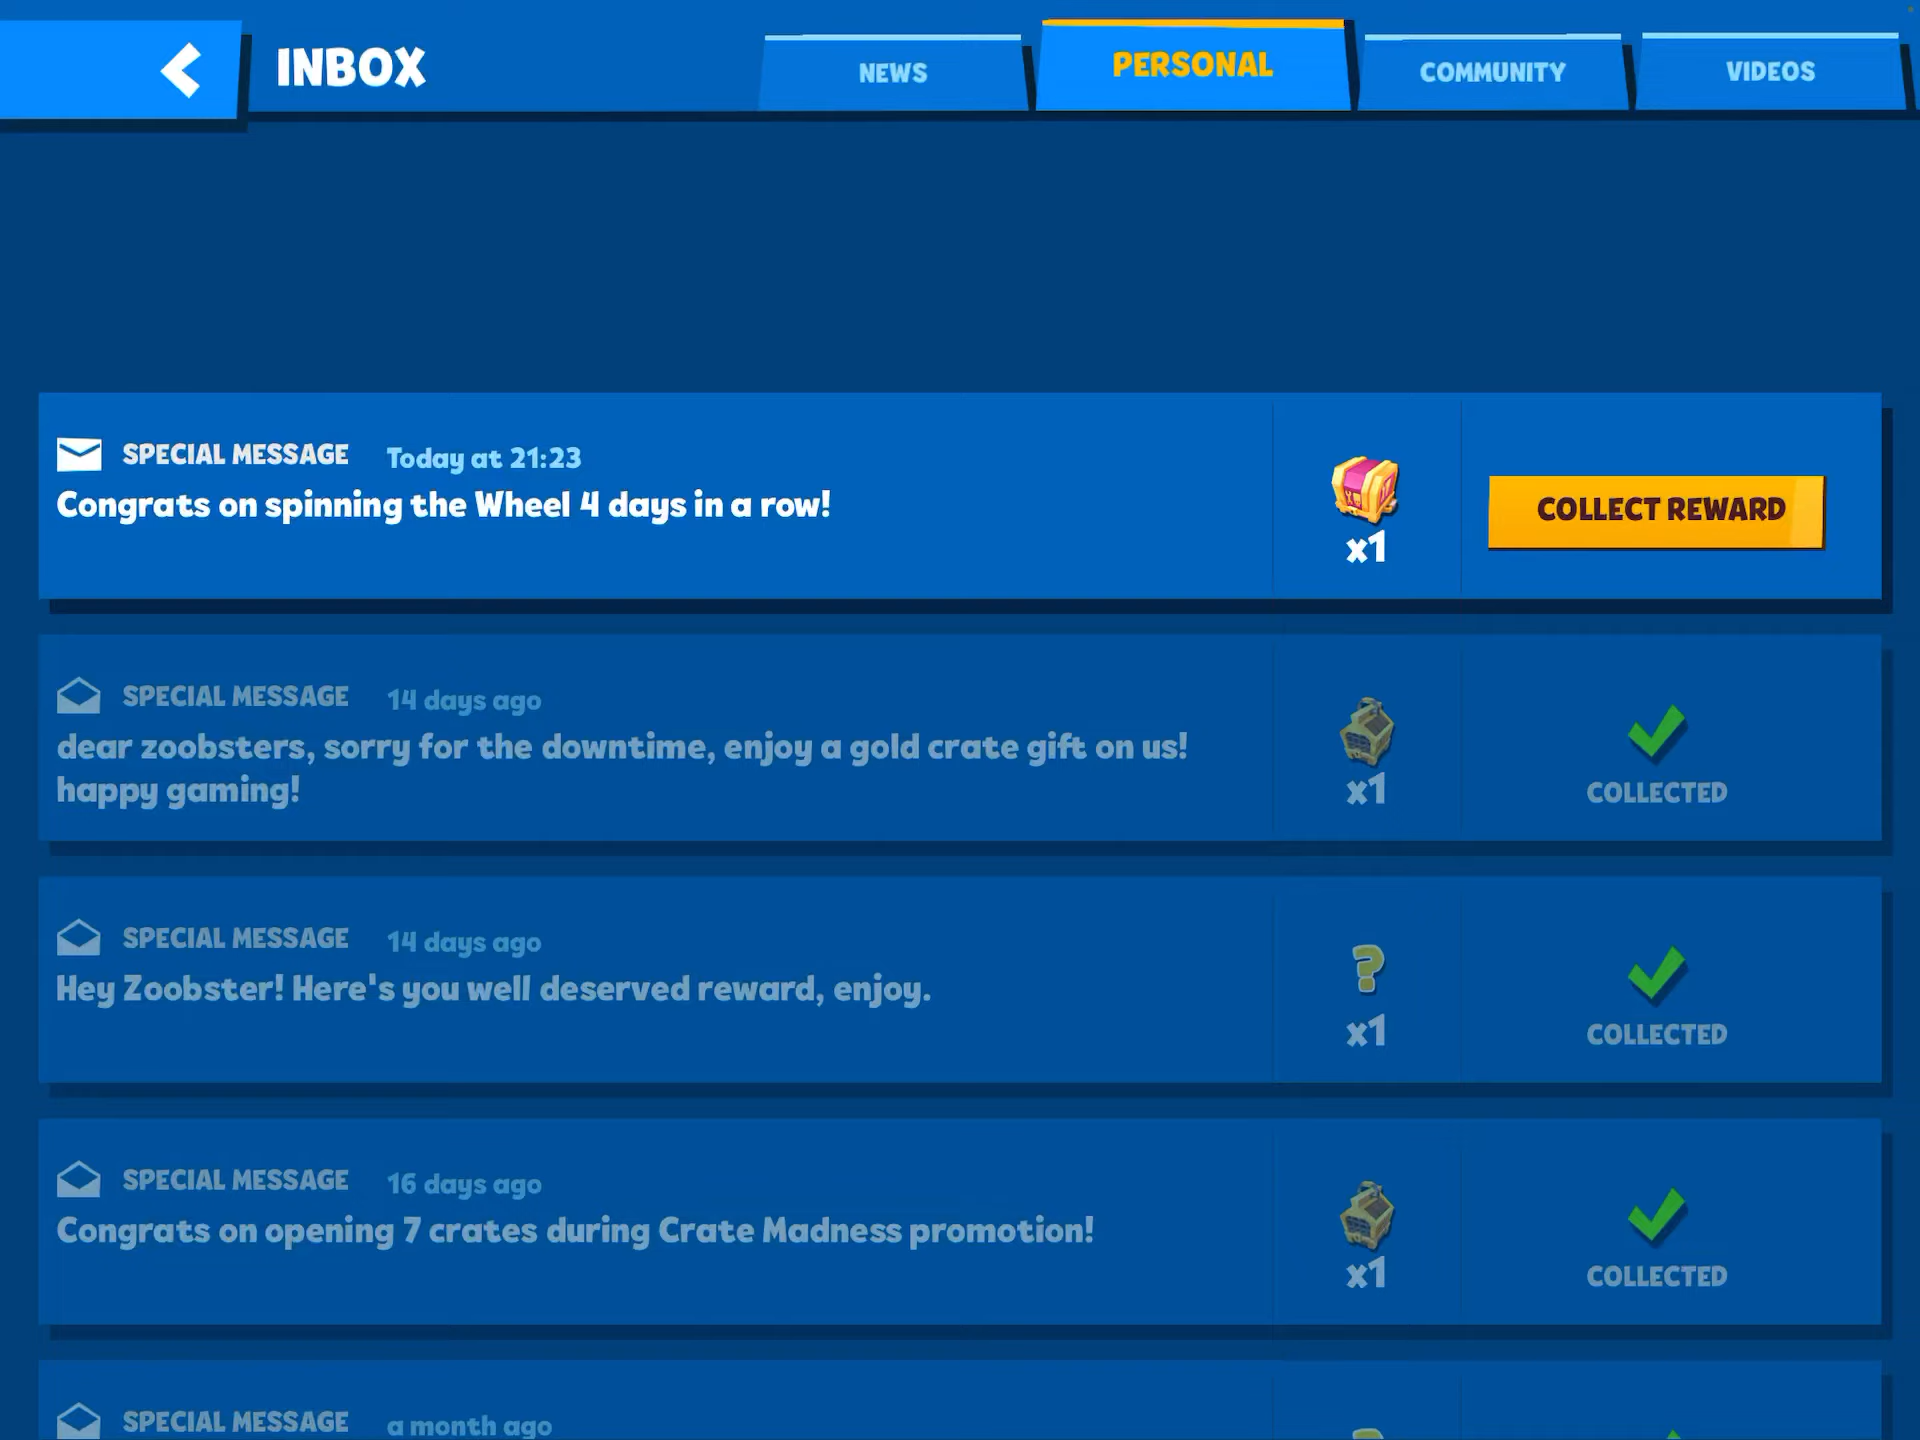 INBOX
NEWS
PERSONAL
COMMUNITY
VIDEOS
SPECIAL MESSAGE Today at 21:23
Congrats on spinning the Wheel 4 days in a row!
x1
COLLECT REWARD
SPECIAL MESSAGE 14 days ago
dear zoobsters, sorry for the downtime, enjoy a gold crate gift on us!
happy gaming!
x1
COLLECTED
SPECIAL MESSAGE 14 days ago
Hey Zoobster! Here's you well deserved reward, enjoy.
?
x1
COLLECTED
SPECIAL MESSAGE 16 days ago
Congrats on opening 7 crates during Crate Madness promotion!
x1
COLLECTED
SPECIAL MESSAGE a month ago